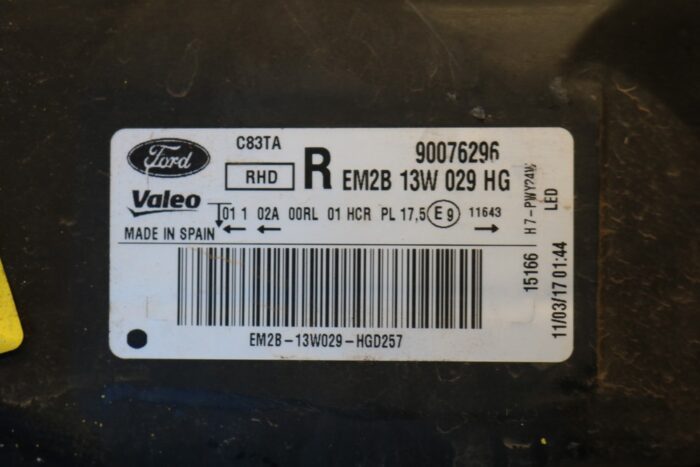 Ford
C83TA
RHD
R
90076296
EM2B 13W 029 HG
Valeo
01 1 02A 00RL 01 HCR PL 17,5 E9 11643
MADE IN SPAIN
EM2B-13W029-HGD257
15166 H7-PWY24W
11/03/17 01:44 LED